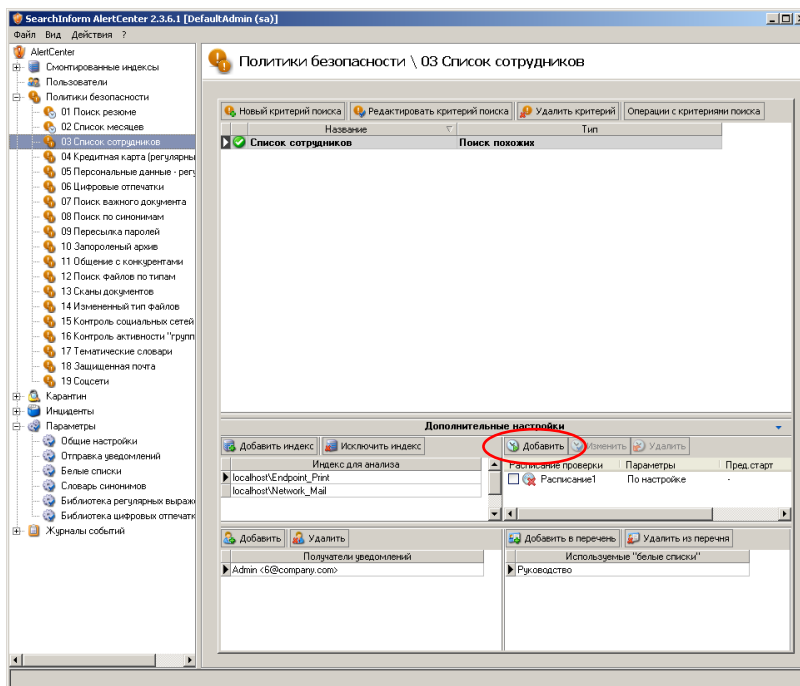 SearchInform AlertCenter 2.3.6.1 [DefaultAdmin (sa)]
Файл Вид Действия ?
AlertCenter
Смонтированные индексы
Пользователи
Политики безопасности
01 Поиск резюме
02 Список месяцев
03 Список сотрудников
04 Кредитная карта (регулярны
05 Персональные данные - регу
06 Цифровые отпечатки
07 Поиск важного документа
08 Поиск по синонимам
09 Пересылка паролей
10 Запороленый архив
11 Общение с конкурентами
12 Поиск файлов по типам
13 Сканы документов
14 Измененный тип файлов
15 Контроль социальных сетей
16 Контроль активности "групп
17 Тематические словари
18 Защищенная почта
19 Соцсети
Карантин
Инциденты
Параметры
Общие настройки
Отправка уведомлений
Белые списки
Словарь синонимов
Библиотека регулярных выраже
Библиотека цифровых отпечатк
Журналы событий
Политики безопасности \ 03 Список сотрудников
Новый критерий поиска Редактировать критерий поиска Удалить критерий Операции с критериями поиска
Название Тип
Список сотрудников Поиск похожих
Дополнительные настройки
Добавить индекс Исключить индекс
Индекс для анализа
localhost\Endpoint_Print
localhost\Network_Mail
Добавить Изменить Удалить
Расписание проверки Параметры Пред.старт
Расписание1 По настройке -
Добавить Удалить
Получатели уведомлений
Admin <6@company.com>
Добавить в перечень Удалить из перечня
Используемые "белые списки"
Руководство